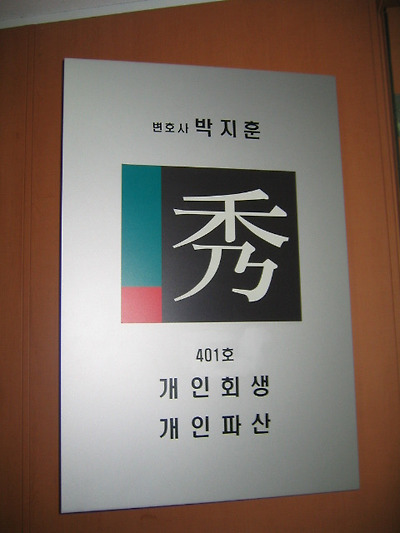 변호사 박지훈
秀
401호
개인회생
개인파산